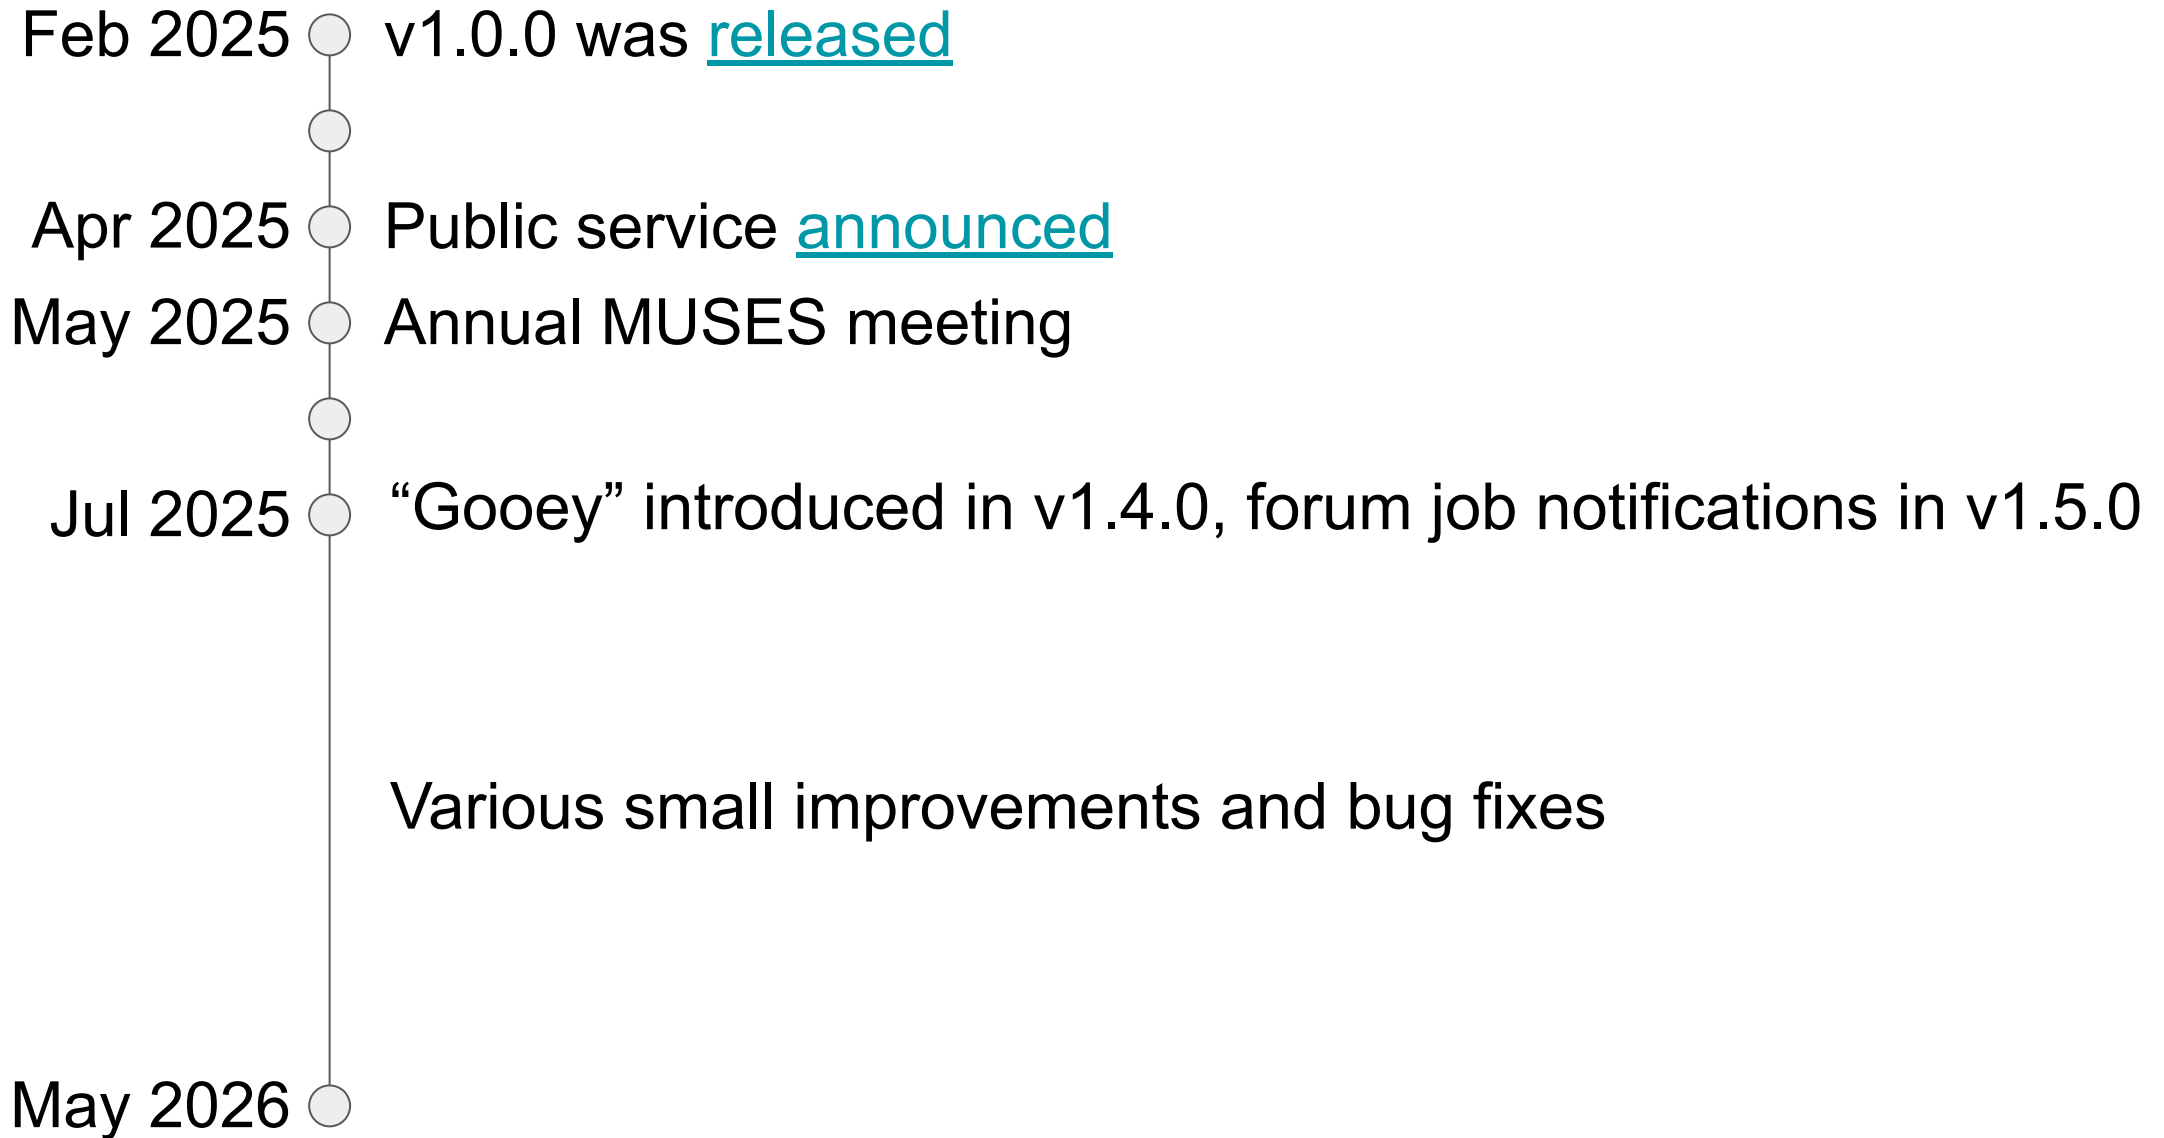 Feb 2025 v1.0.0 was released
Apr 2025 Public service announced
May 2025 Annual MUSES meeting
Jul 2025 “Gooey” introduced in v1.4.0, forum job notifications in v1.5.0
Various small improvements and bug fixes
May 2026